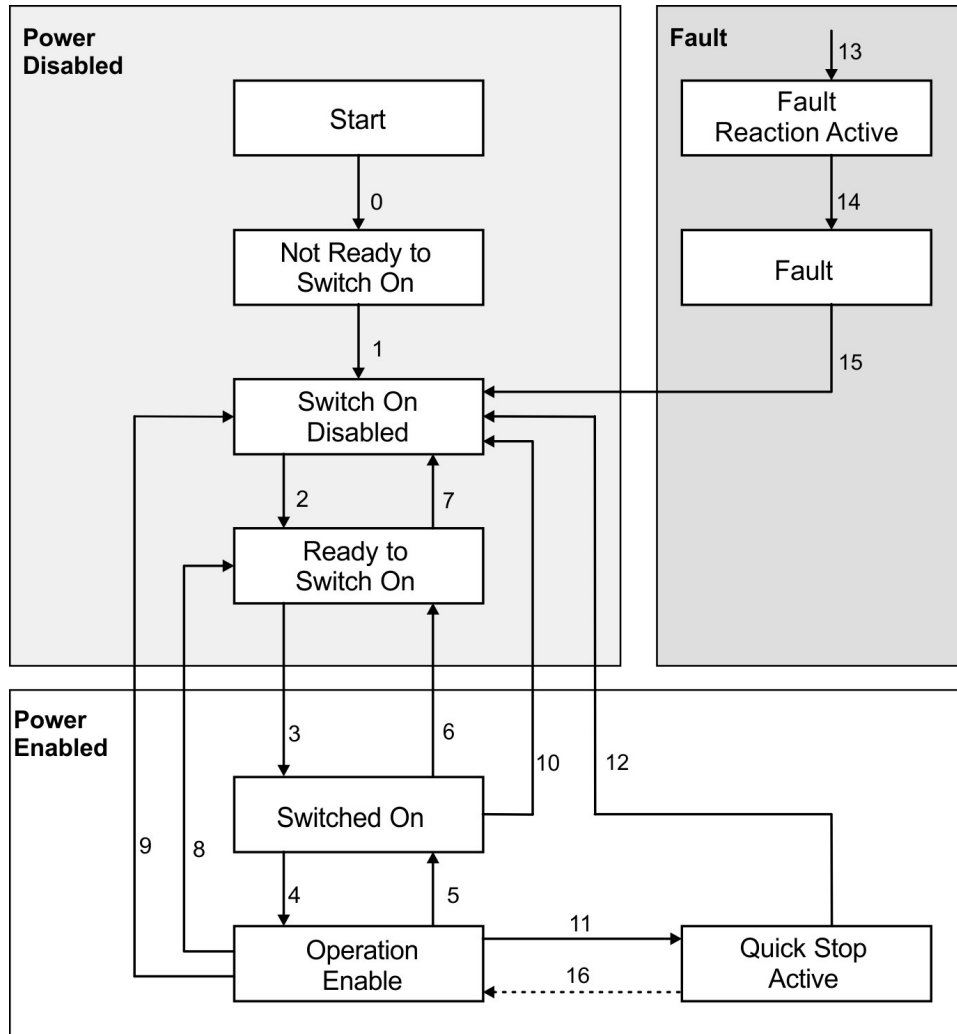 Power
Disabled
Start
0
Not Ready to
Switch On
1
Switch On
Disabled
2
7
Ready to
Switch On
Fault
13
Fault
Reaction Active
14
Fault
15
Power
Enabled
3
6
10
12
Switched On
9
8
4
5
11
Operation
Enable
16
Quick Stop
Active